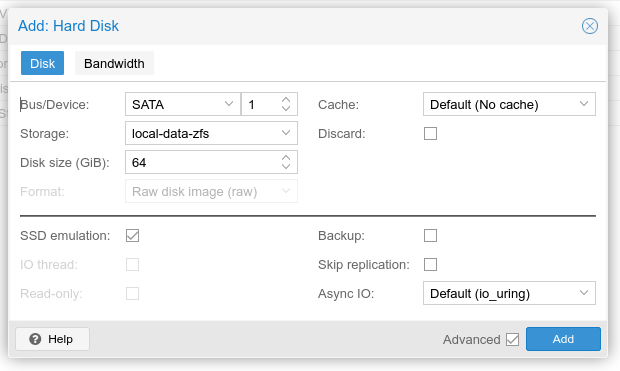 Add: Hard Disk
Disk Bandwidth
Bus/Device: SATA 1 Cache: Default (No cache)
Storage: local-data-zfs Discard:
Disk size (GiB): 64
Format: Raw disk image (raw)
SSD emulation: Backup:
IO thread: Skip replication:
Read-only: Async IO: Default (io_uring)
? Help Advanced Add